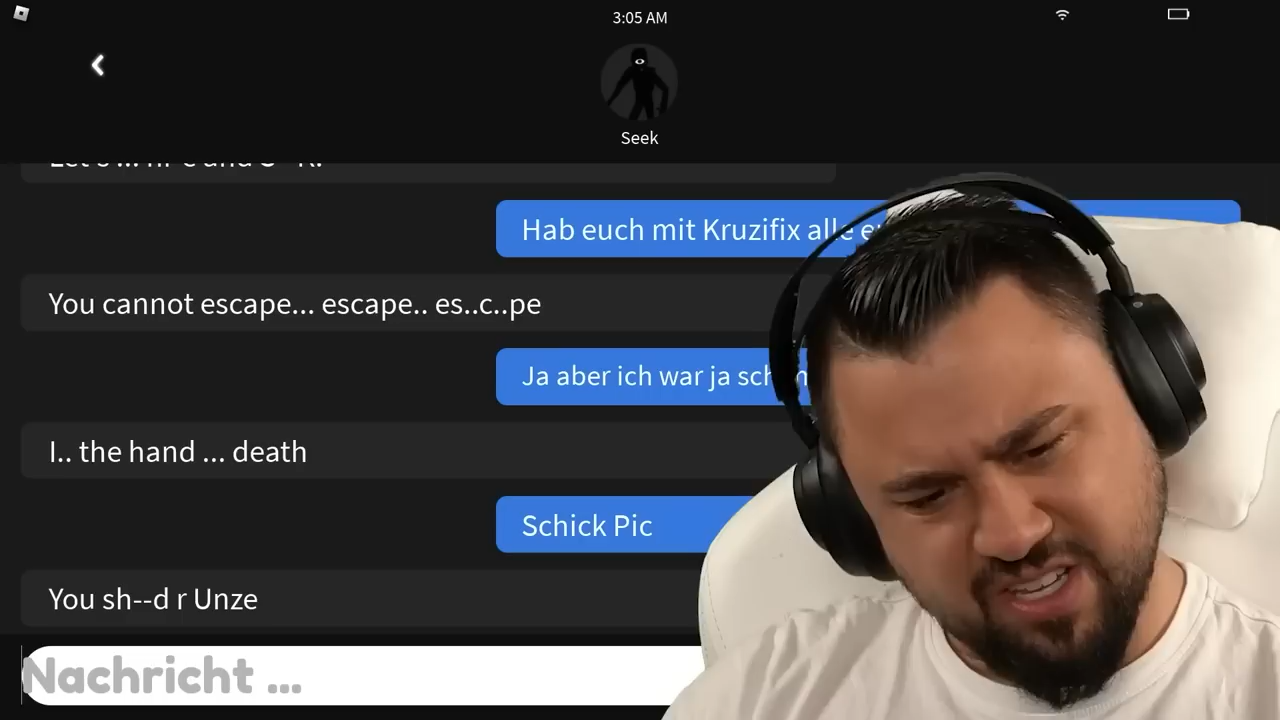 3:05 AM
Seek
Hab euch mit Kruzifix alle
You cannot escape... escape.. es..c..pe
Ja aber ich war ja
I.. the hand ... death
Schick Pic
You sh--d r Unze
Nachricht ...